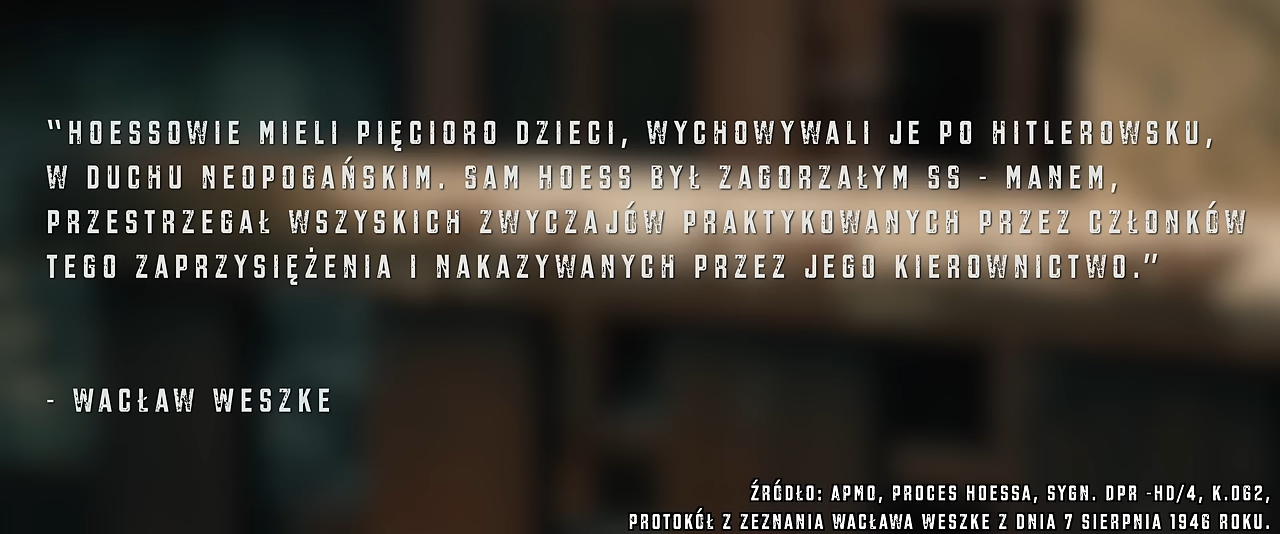 “HOESSOWIE MIELI PIĘCIORO DZIECI, WYCHOWYWALI JE PO HITLEROWSKU,
W DUCHU NEOPOGAŃSKIM. SAM HOESS BYŁ ZAGORZAŁYM SS - MANEM,
PRZESTRZEGAŁ WSZYSKICH ZWYCZAJÓW PRAKTYKOWANYCH PRZEZ CZŁONKÓW
TEGO ZAPRZYSIĘŻENIA I NAKAZYWANYCH PRZEZ JEGO KIEROWNICTWO.”
- WACŁAW WESZKE
ŹRÓDŁO: APMO, PROCES HOESSA, SYGN. DPR -HD/4, K.062,
PROTOKÓŁ Z ZEZNANIA WACŁAWA WESZKE Z DNIA 7 SIERPNIA 1946 ROKU.